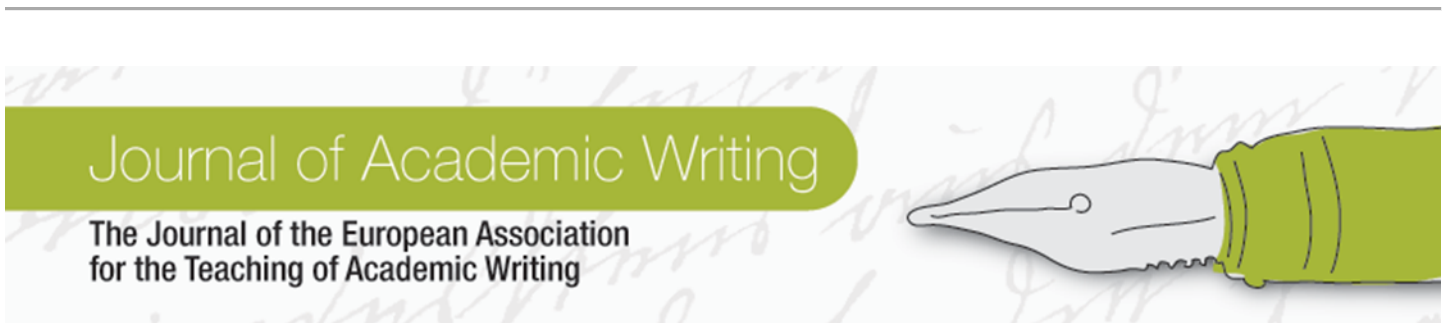 Journal of Academic Writing
The Journal of the European Association
for the Teaching of Academic Writing